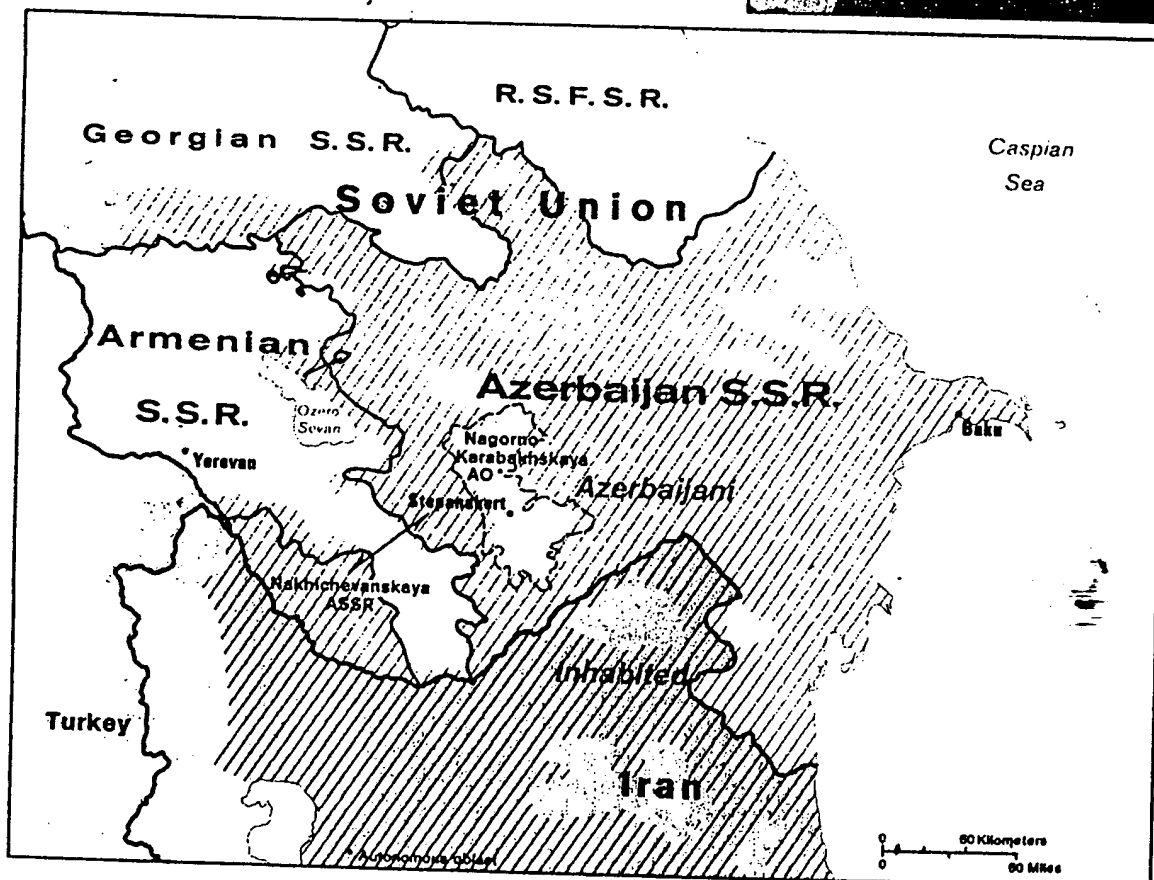 R.S.F.S.R.
Georgian S.S.R.
Caspian
Sea
Soviet Union
Armenian
S.S.R.
Azerbaijan S.S.R.
Ozero
Sevan
Baku
Yerevan
Nagorno-
Karabakhskaya
AO
Azerbaijani
Stepanakert
Nakhichevanskaya
ASSR
Inhabited
Turkey
Iran
0 60 Kilometers
0 60 Miles
* Autonomous oblast